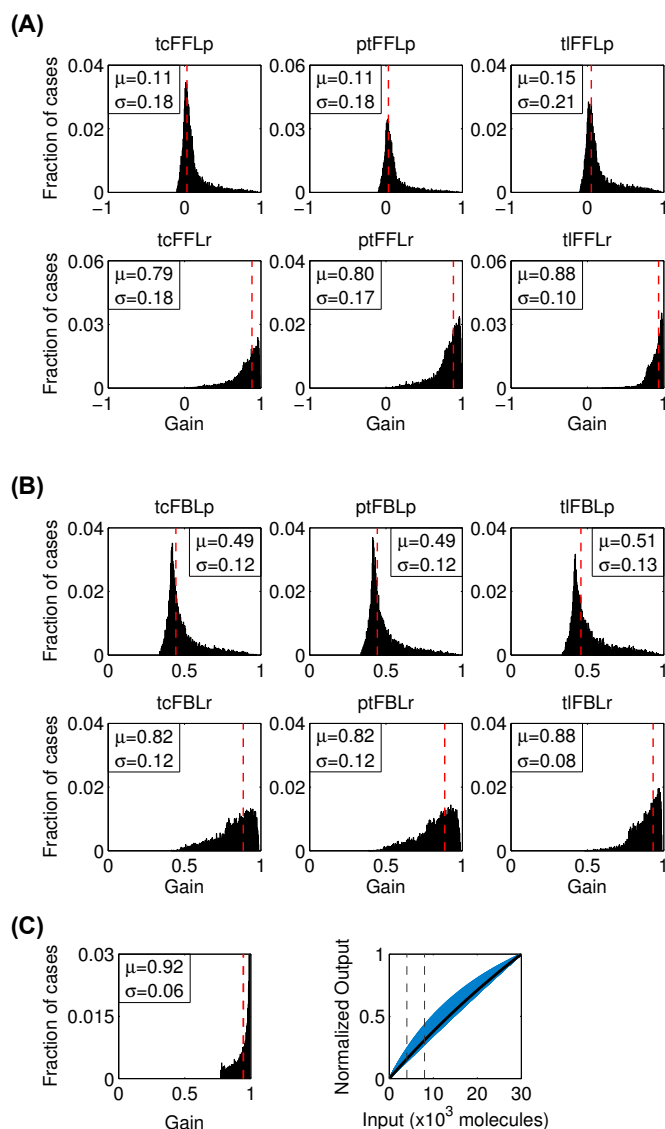 (A)
tcFFLp
ptFFLp
tlFFLp
Fraction of cases
0.04
0.02
0
μ=0.11
σ=0.18
−1
0
1
0.06
0.03
0
μ=0.11
σ=0.18
−1
0
1
0.04
0.02
0
μ=0.15
σ=0.21
−1
0
1
tcFFLr
ptFFLr
tlFFLr
Fraction of cases
0.06
0.03
0
μ=0.79
σ=0.18
−1
0
1
Gain
0.04
0.02
0
μ=0.80
σ=0.17
−1
0
1
Gain
0.06
0.03
0
μ=0.88
σ=0.10
−1
0
1
Gain
(B)
tcFBLp
ptFBLp
tlFBLp
Fraction of cases
0.04
0.02
0
μ=0.49
σ=0.12
0
0.5
1
0.04
0.02
0
μ=0.49
σ=0.12
0
0.5
1
0.04
0.02
0
μ=0.51
σ=0.13
0
0.5
1
tcFBLr
ptFBLr
tlFBLr
Fraction of cases
0.04
0.02
0
μ=0.82
σ=0.12
0
0.5
1
Gain
0.04
0.02
0
μ=0.82
σ=0.12
0
0.5
1
Gain
0.04
0.02
0
μ=0.88
σ=0.08
0
0.5
1
Gain
(C)
Fraction of cases
0.03
0.015
0
μ=0.92
σ=0.06
0
1
Gain
Normalized Output
1
0.5
0
0
10
20
30
Input (x10³ molecules)